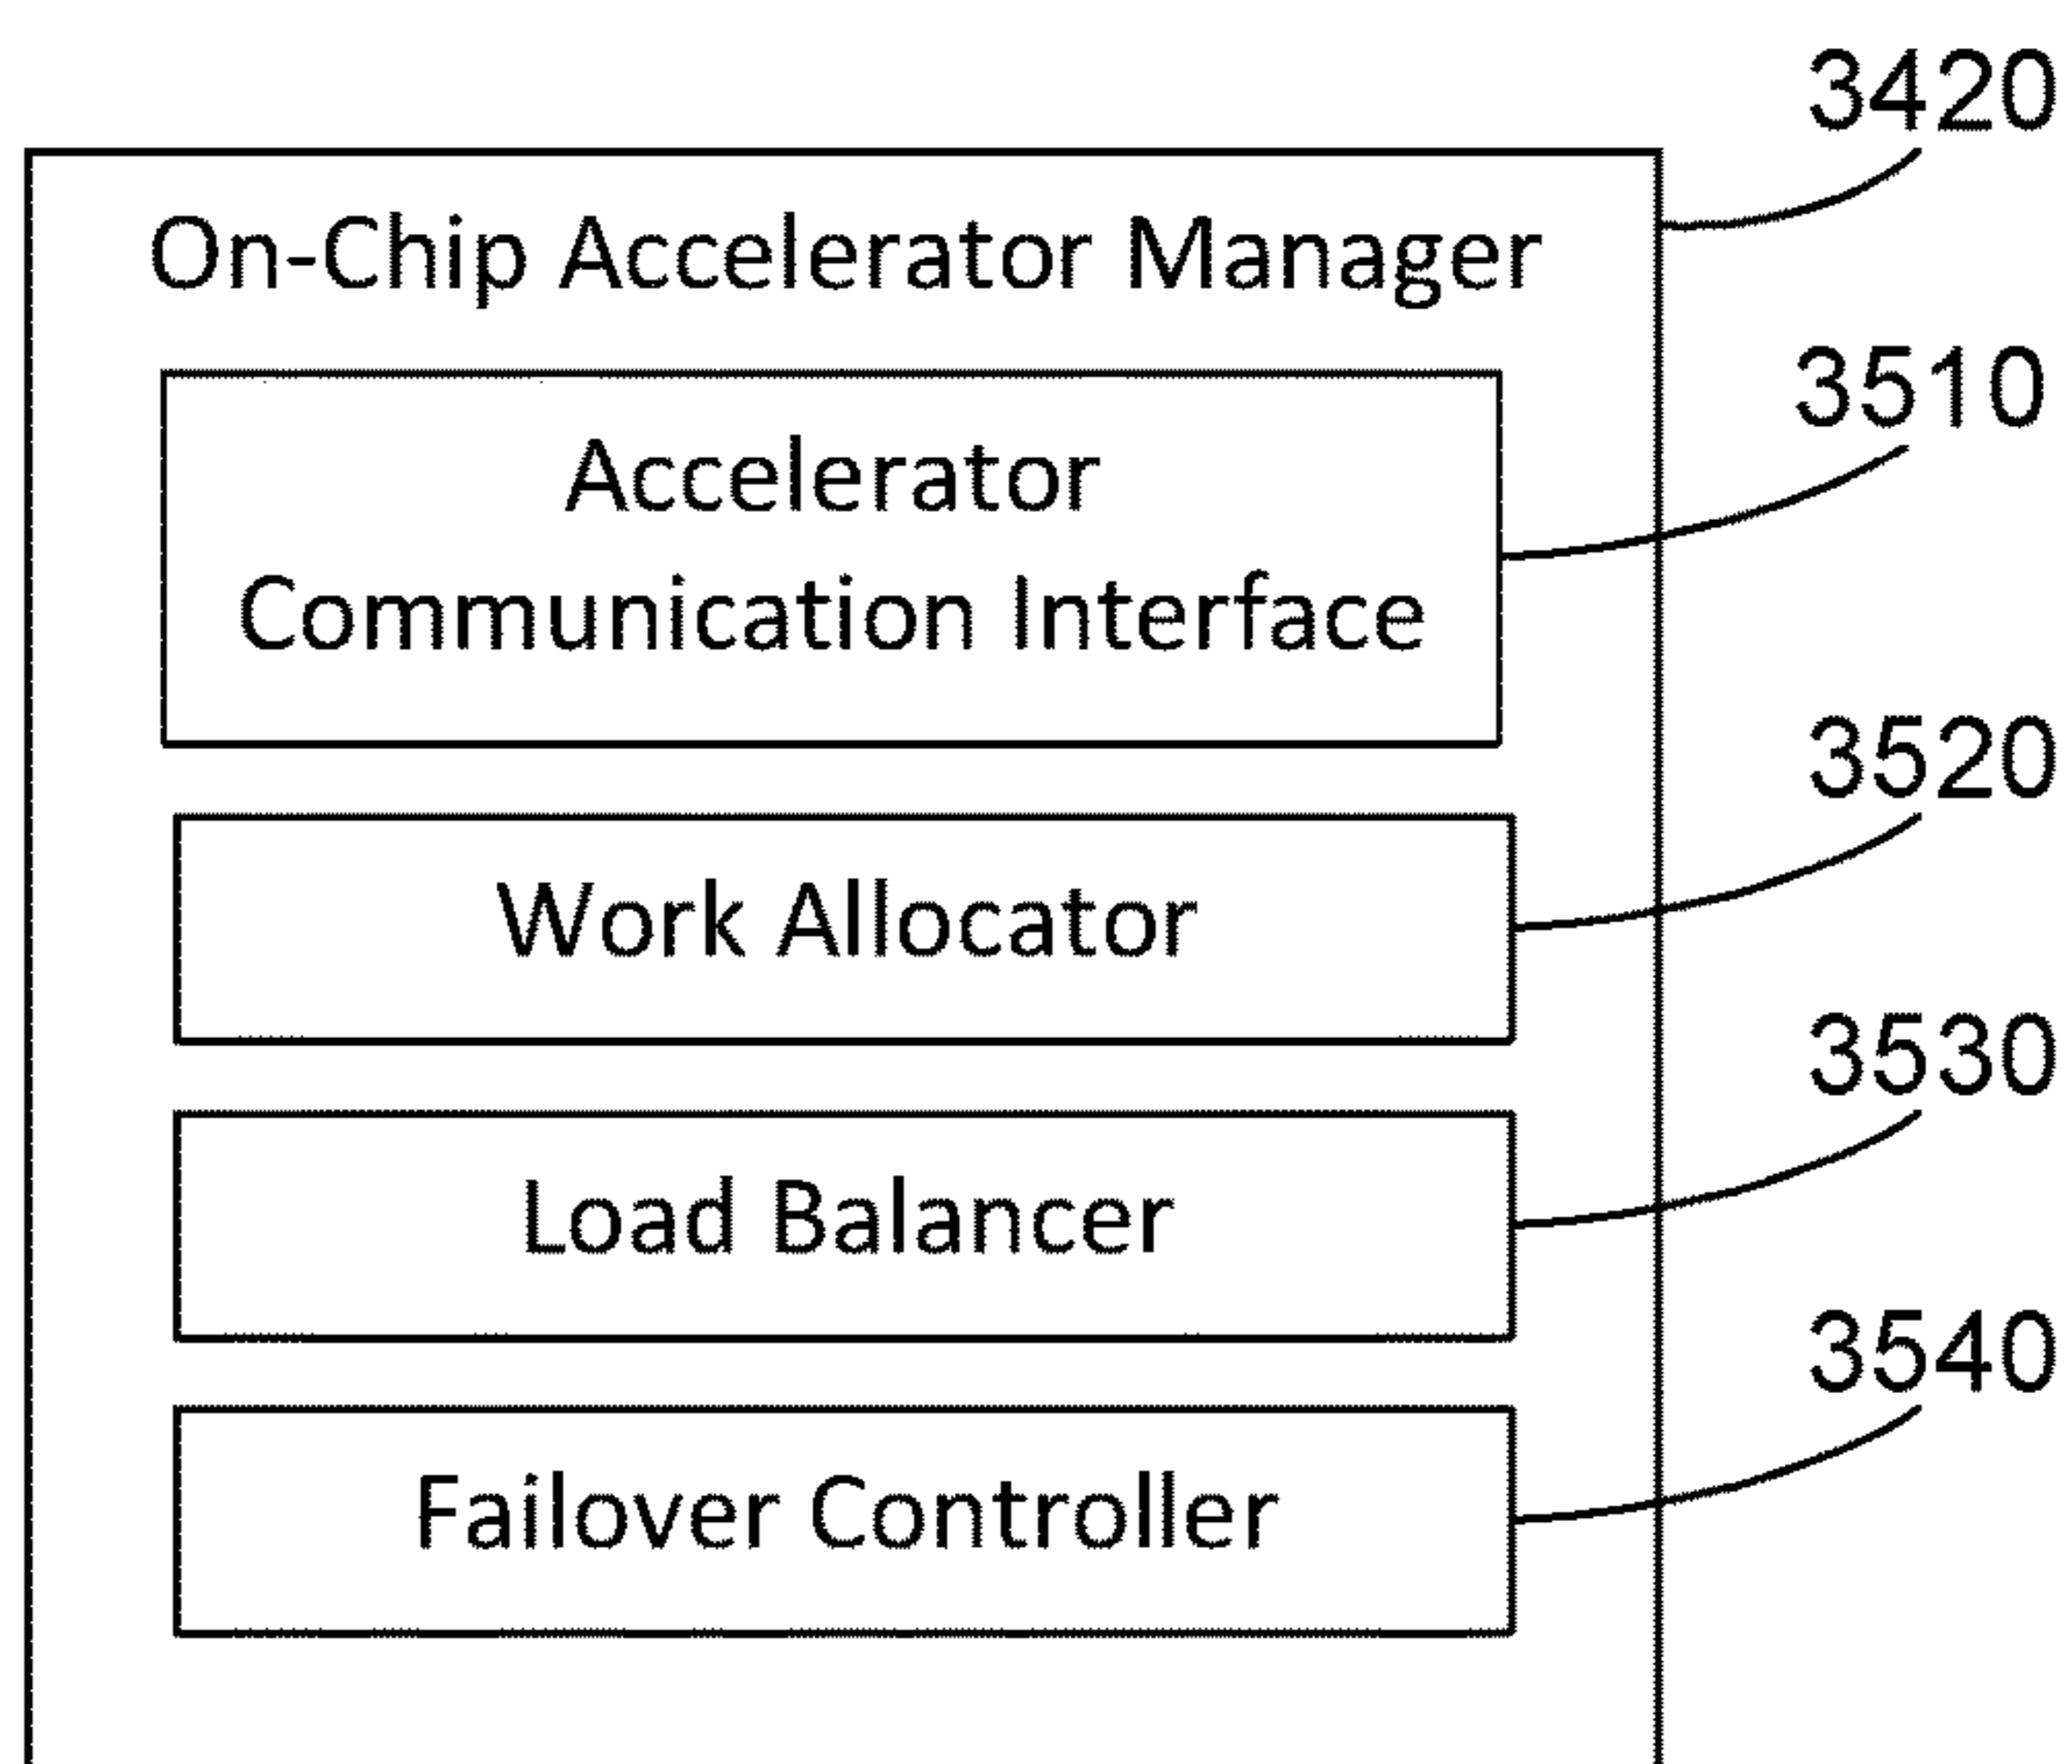 3420
On-Chip Accelerator Manager
3510
Accelerator
Communication Interface
3520
Work Allocator
3530
Load Balancer
3540
Failover Controller